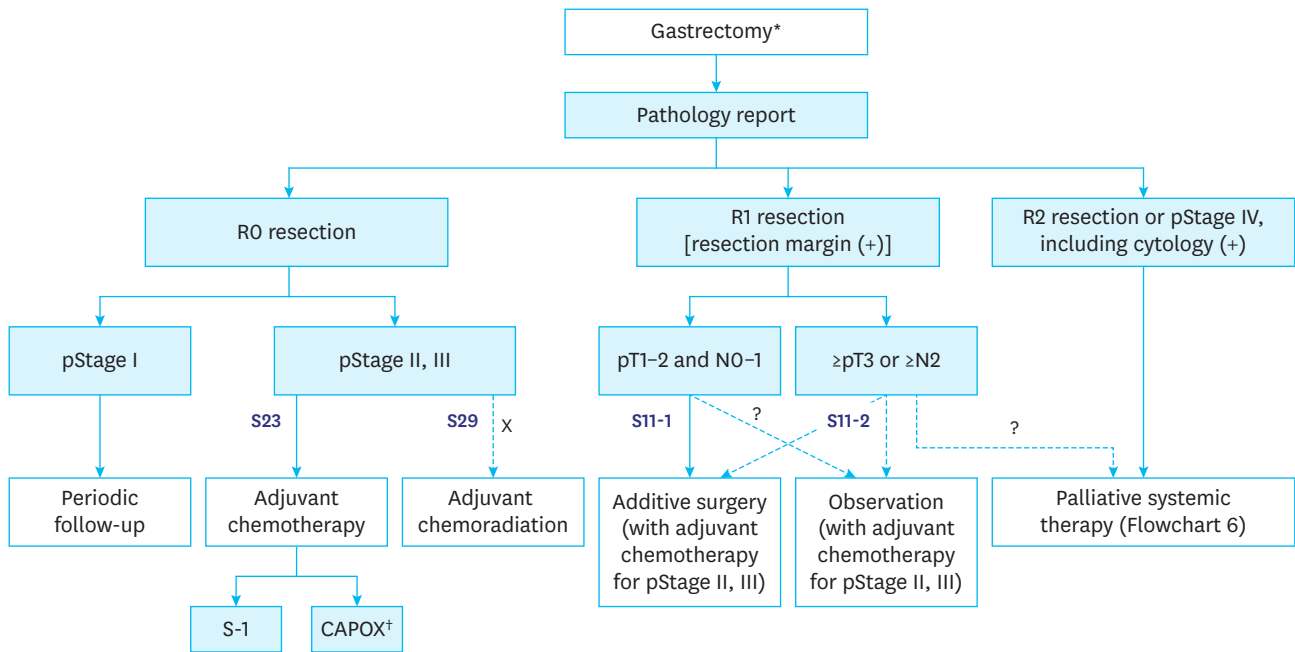 Gastrectomy*
Pathology report
R0 resection
R1 resection
[resection margin (+)]
R2 resection or pStage IV,
including cytology (+)
pStage I
pStage II, III
pT1–2 and N0–1
≥pT3 or ≥N2
S23
S29
X
S11-1
?
S11-2
?
Periodic
follow-up
Adjuvant
chemotherapy
Adjuvant
chemoradiation
Additive surgery
(with adjuvant
chemotherapy
for pStage II, III)
Observation
(with adjuvant
chemotherapy
for pStage II, III)
Palliative systemic
therapy (Flowchart 6)
S-1
CAPOX†